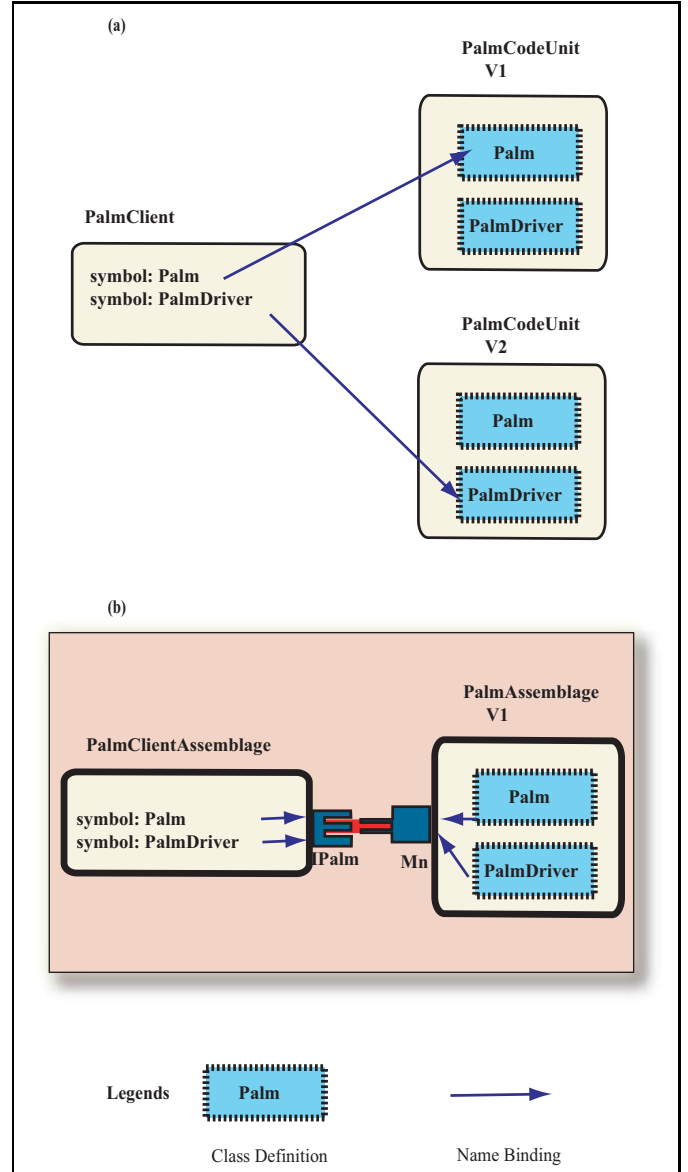 (a)
PalmCodeUnit
V1
Palm
PalmDriver
PalmClient
symbol: Palm
symbol: PalmDriver
PalmCodeUnit
V2
Palm
PalmDriver
(b)
PalmAssemblage
V1
PalmClientAssemblage
symbol: Palm
symbol: PalmDriver
IPalm
Mn
Palm
PalmDriver
Legends
Palm
Class Definition
Name Binding